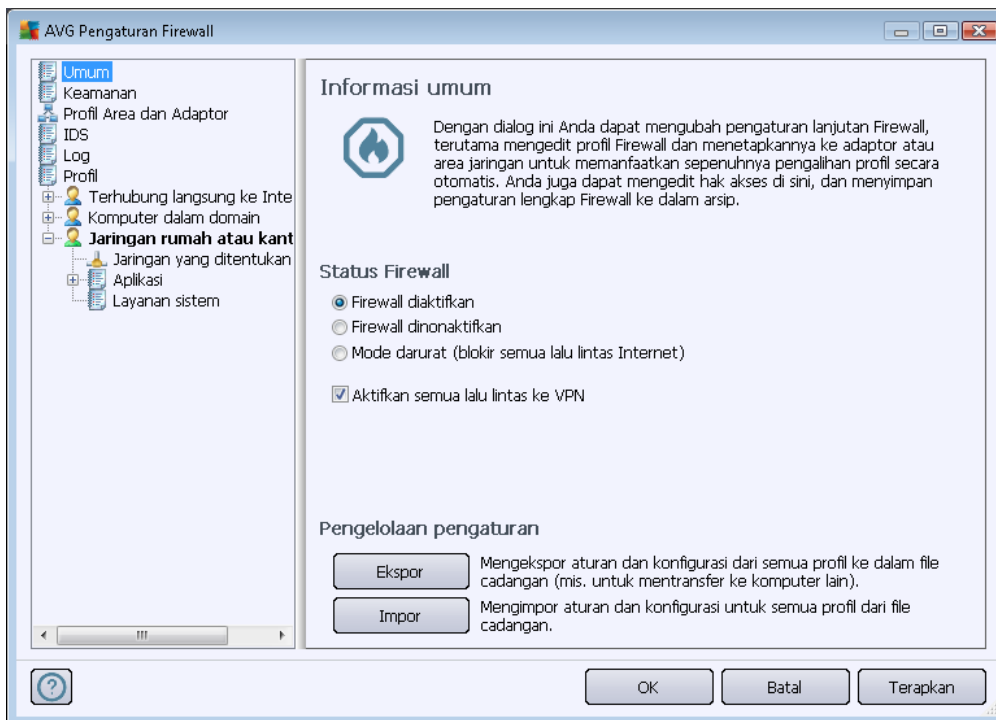 AVG Pengaturan Firewall
Umum
Keamanan
Profil Area dan Adaptor
IDS
Log
Profil
Terhubung langsung ke Inte
Komputer dalam domain
Jaringan rumah atau kant
Jaringan yang ditentukan
Aplikasi
Layanan sistem
Informasi umum
Dengan dialog ini Anda dapat mengubah pengaturan lanjutan Firewall,
terutama mengedit profil Firewall dan menetapkannya ke adaptor atau
area jaringan untuk memanfaatkan sepenuhnya pengalihan profil secara
otomatis. Anda juga dapat mengedit hak akses di sini, dan menyimpan
pengaturan lengkap Firewall ke dalam arsip.
Status Firewall
Firewall diaktifkan
Firewall dinonaktifkan
Mode darurat (blokir semua lalu lintas Internet)
Aktifkan semua lalu lintas ke VPN
Pengelolaan pengaturan
Ekspor
Mengekspor aturan dan konfigurasi dari semua profil ke dalam file
cadangan (mis. untuk mentransfer ke komputer lain).
Impor
Mengimpor aturan dan konfigurasi untuk semua profil dari file
cadangan.
OK
Batal
Terapkan